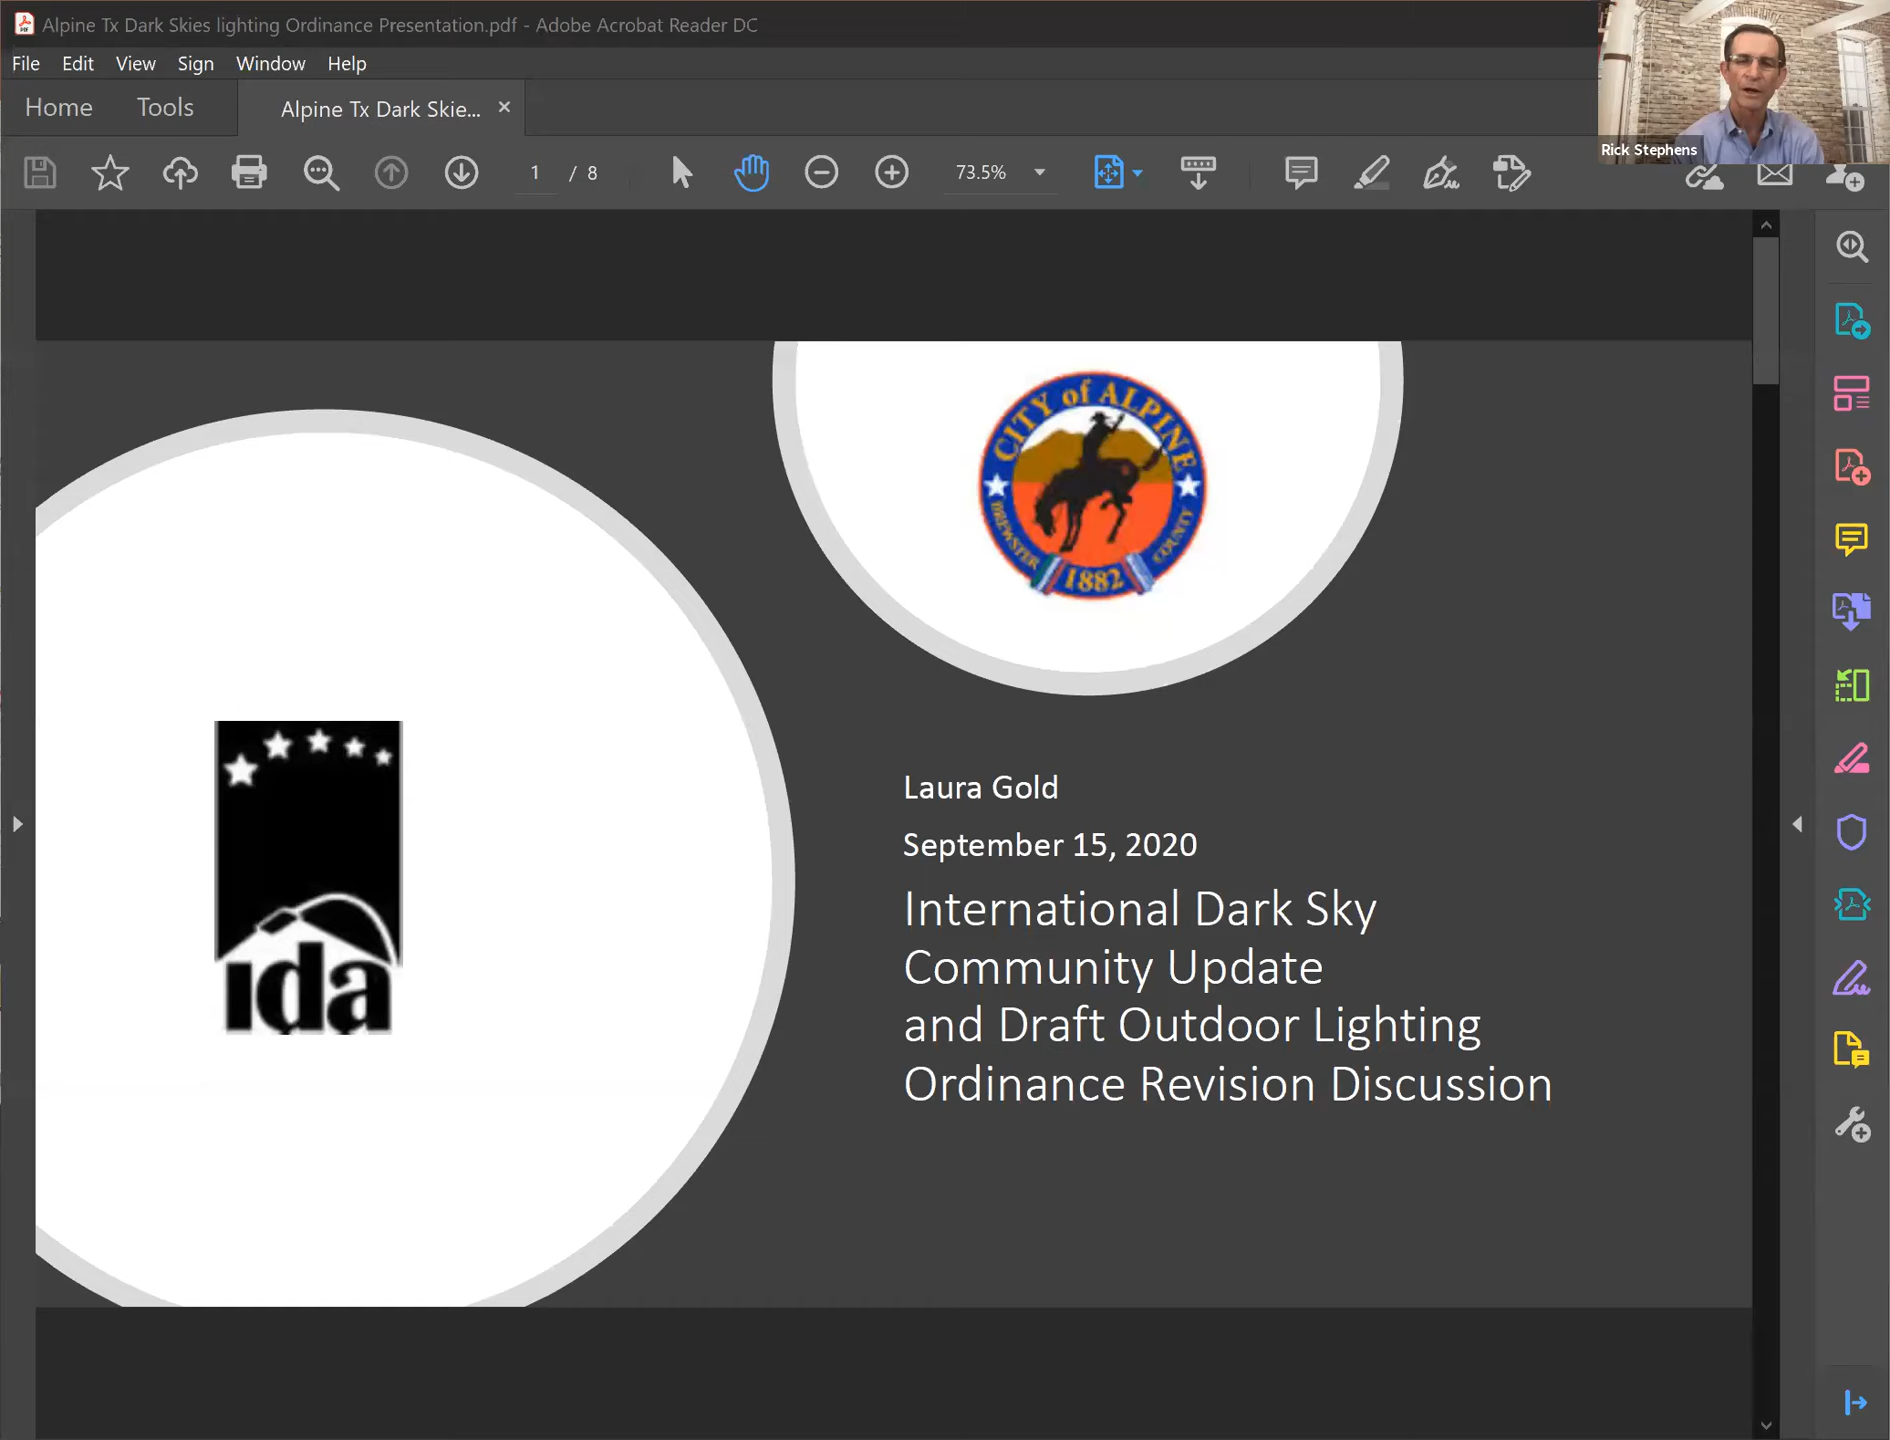 Alpine Tx Dark Skies lighting Ordinance Presentation.pdf - Adobe Acrobat Reader DC
File Edit View Sign Window Help
Home Tools Alpine Tx Dark Skie...
1 / 8 73.5%
Rick Stephens
CITY of ALPINE
BREWSTER COUNTY
1882
ida
Laura Gold
September 15, 2020
International Dark Sky
Community Update
and Draft Outdoor Lighting
Ordinance Revision Discussion